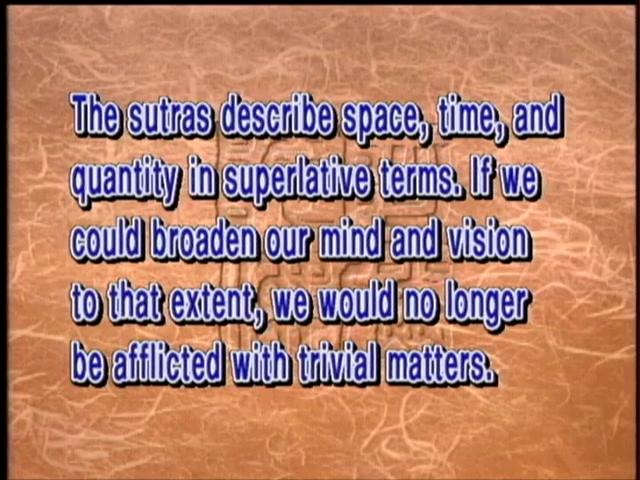 The sutras describe space, time, and
quantity in superlative terms. If we
could broaden our mind and vision
to that extent, we would no longer
be afflicted with trivial matters.